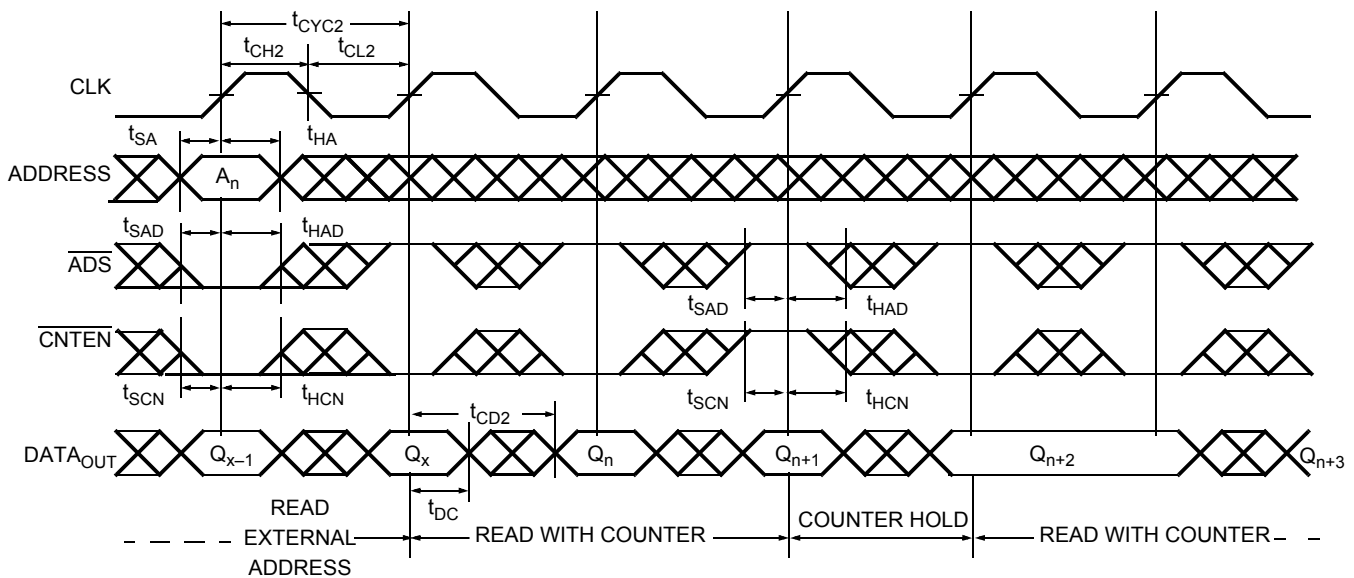 tCYC2
tCH2 tCL2
CLK
tSA tHA
ADDRESS An
tSAD tHAD
ADS
tSAD tHAD
CNTEN
tSCN tHCN tSCN tHCN
tCD2
DATAOUT Qx–1 Qx Qn Qn+1 Qn+2 Qn+3
tDC
READ EXTERNAL ADDRESS
READ WITH COUNTER
COUNTER HOLD
READ WITH COUNTER